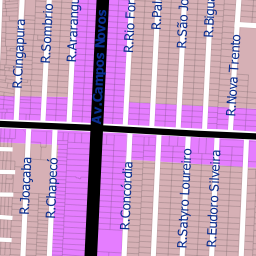 R.Cingapura
R.Sombrio
R.Ararangu
Av.Campos Novos
R.Rio For
R.Pal
R.São Jo
R.Bigu
R.Nova Trento
R.Joaçaba
R.Chapecó
R.Concórdia
R.Satyro Loureiro
R.Eudoro Silveira